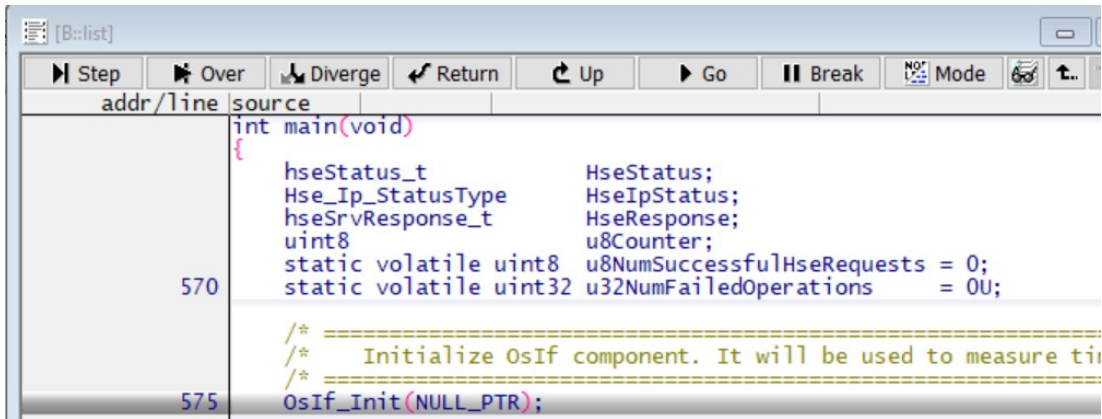 [B::list]
Step Over Diverge Return Up Go Break Mode
addr/line source
int main(void)
{
hseStatus_t HseStatus;
Hse_Ip_StatusType HseIpStatus;
hseSrvResponse_t HseResponse;
uint8 u8Counter;
static volatile uint8 u8NumSuccessfulHseRequests = 0;
570 static volatile uint32 u32NumFailedOperations = 0U;
/* ===========================================================
/* Initialize OsIf component. It will be used to measure
/* ===========================================================
575 OsIf_Init(NULL_PTR);